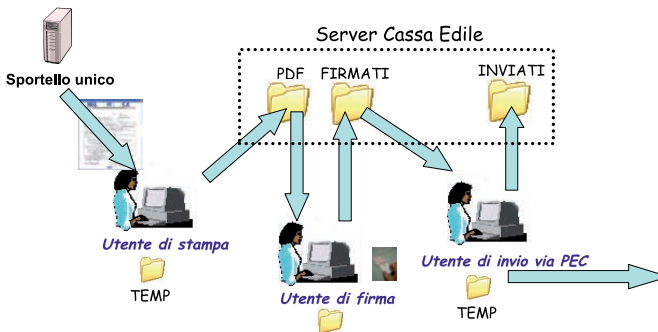 Server Cassa Edile
Sportello unico
PDF FIRMATI INVIATI
Utente di stampa
TEMP
Utente di firma
Utente di invio via PEC
TEMP